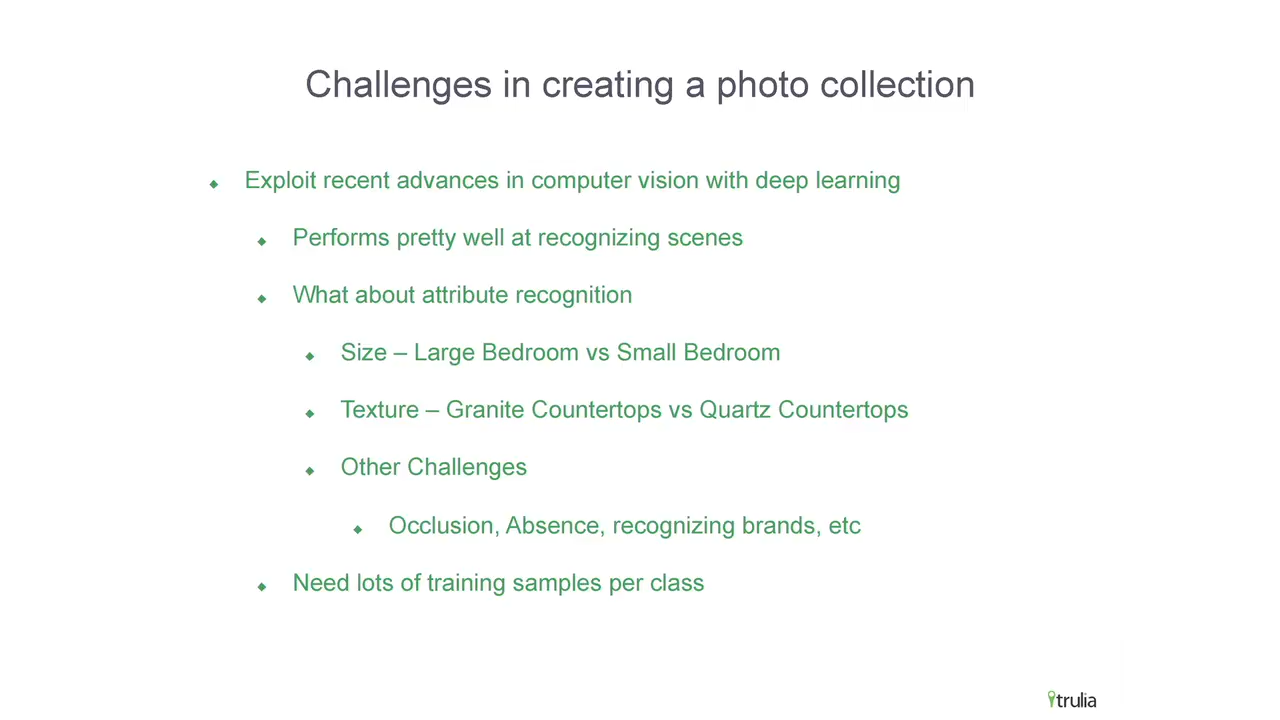 Challenges in creating a photo collection
Exploit recent advances in computer vision with deep learning
Performs pretty well at recognizing scenes
What about attribute recognition
Size – Large Bedroom vs Small Bedroom
Texture – Granite Countertops vs Quartz Countertops
Other Challenges
Occlusion, Absence, recognizing brands, etc
Need lots of training samples per class
trulia